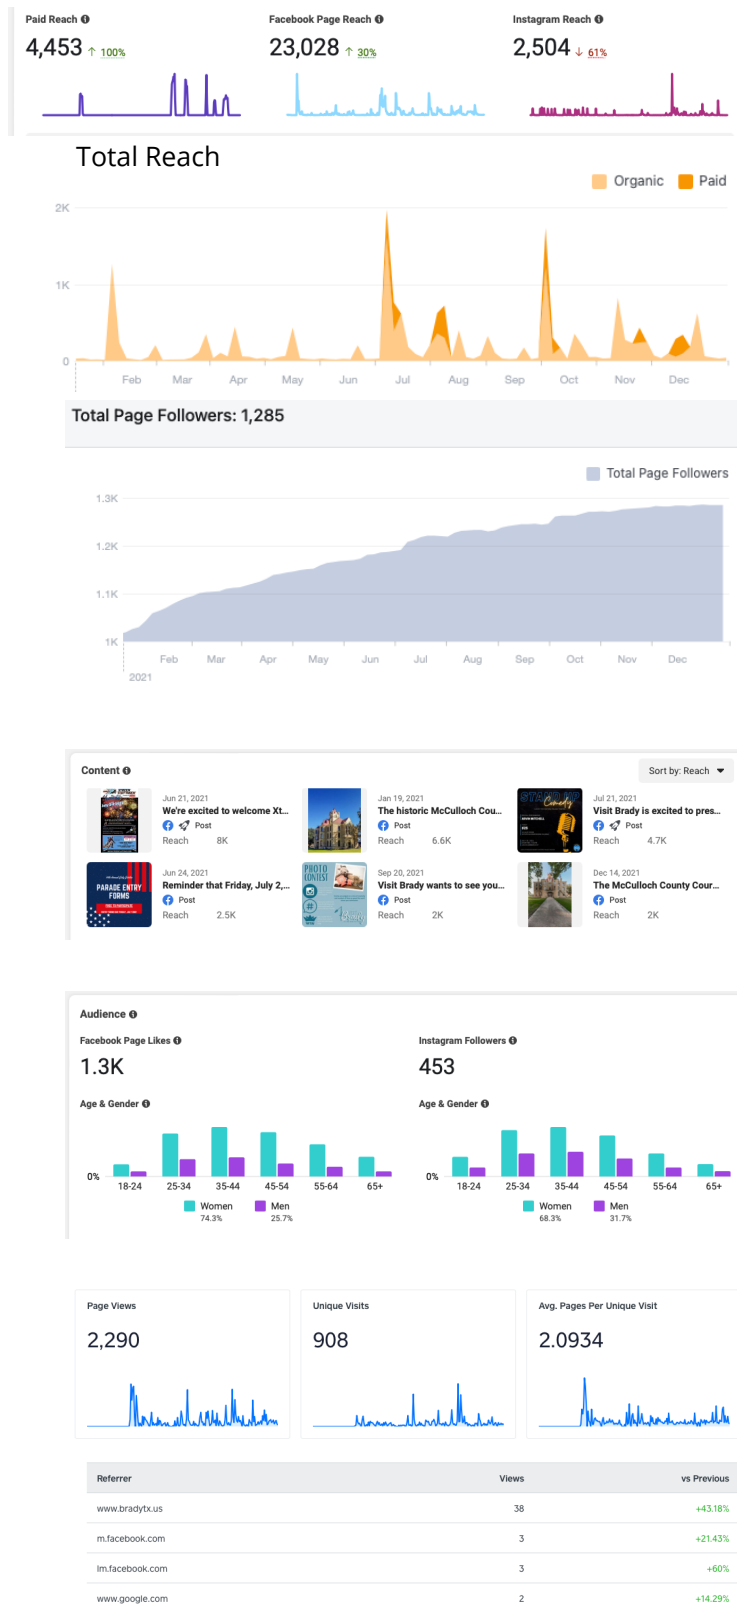 Paid Reach
Facebook Page Reach
Instagram Reach
4,453 ↑ 100%
23,028 ↑ 30%
2,504 ↓ 61%
Total Reach
Organic Paid
2K
1K
0
Feb Mar Apr May Jun Jul Aug Sep Oct Nov Dec
Total Page Followers: 1,285
Total Page Followers
1.3K
1.2K
1.1K
1K
Feb Mar Apr May Jun Jul Aug Sep Oct Nov Dec
2021
Content
Sort by: Reach
Jun 21, 2021
We're excited to welcome Xt...
Post
Reach 8K
Jan 19, 2021
The historic McCulloch Cou...
Post
Reach 6.6K
STAND UP
Comedy
Jul 21, 2021
Visit Brady is excited to pres...
Post
Reach 4.7K
PARADE ENTRY
FORMS
Jun 24, 2021
Reminder that Friday, July 2,...
Post
Reach 2.5K
PHOTO
CONTEST
#
Sep 20, 2021
Visit Brady wants to see you...
Post
Reach 2K
Dec 14, 2021
The McCulloch County Cour...
Post
Reach 2K
Audience
Facebook Page Likes
1.3K
Age & Gender
0%
18-24 25-34 35-44 45-54 55-64 65+
Women Men
74.3% 25.7%
Instagram Followers
453
Age & Gender
0%
18-24 25-34 35-44 45-54 55-64 65+
Women Men
68.3% 31.7%
Page Views
2,290
Unique Visits
908
Avg. Pages Per Unique Visit
2.0934
Referrer Views vs Previous
www.bradytx.us 38 +43.18%
m.facebook.com 3 +21.43%
lm.facebook.com 3 +60%
www.google.com 2 +14.29%